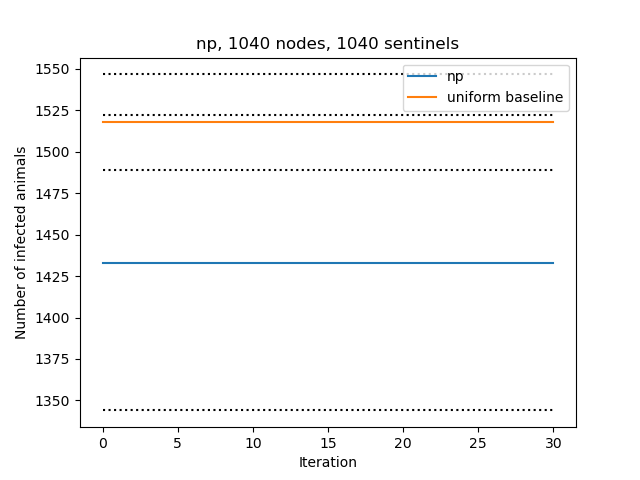 np, 1040 nodes, 1040 sentinels
np
uniform baseline
Number of infected animals
1550
1525
1500
1475
1450
1425
1400
1375
1350
0 5 10 15 20 25 30
Iteration